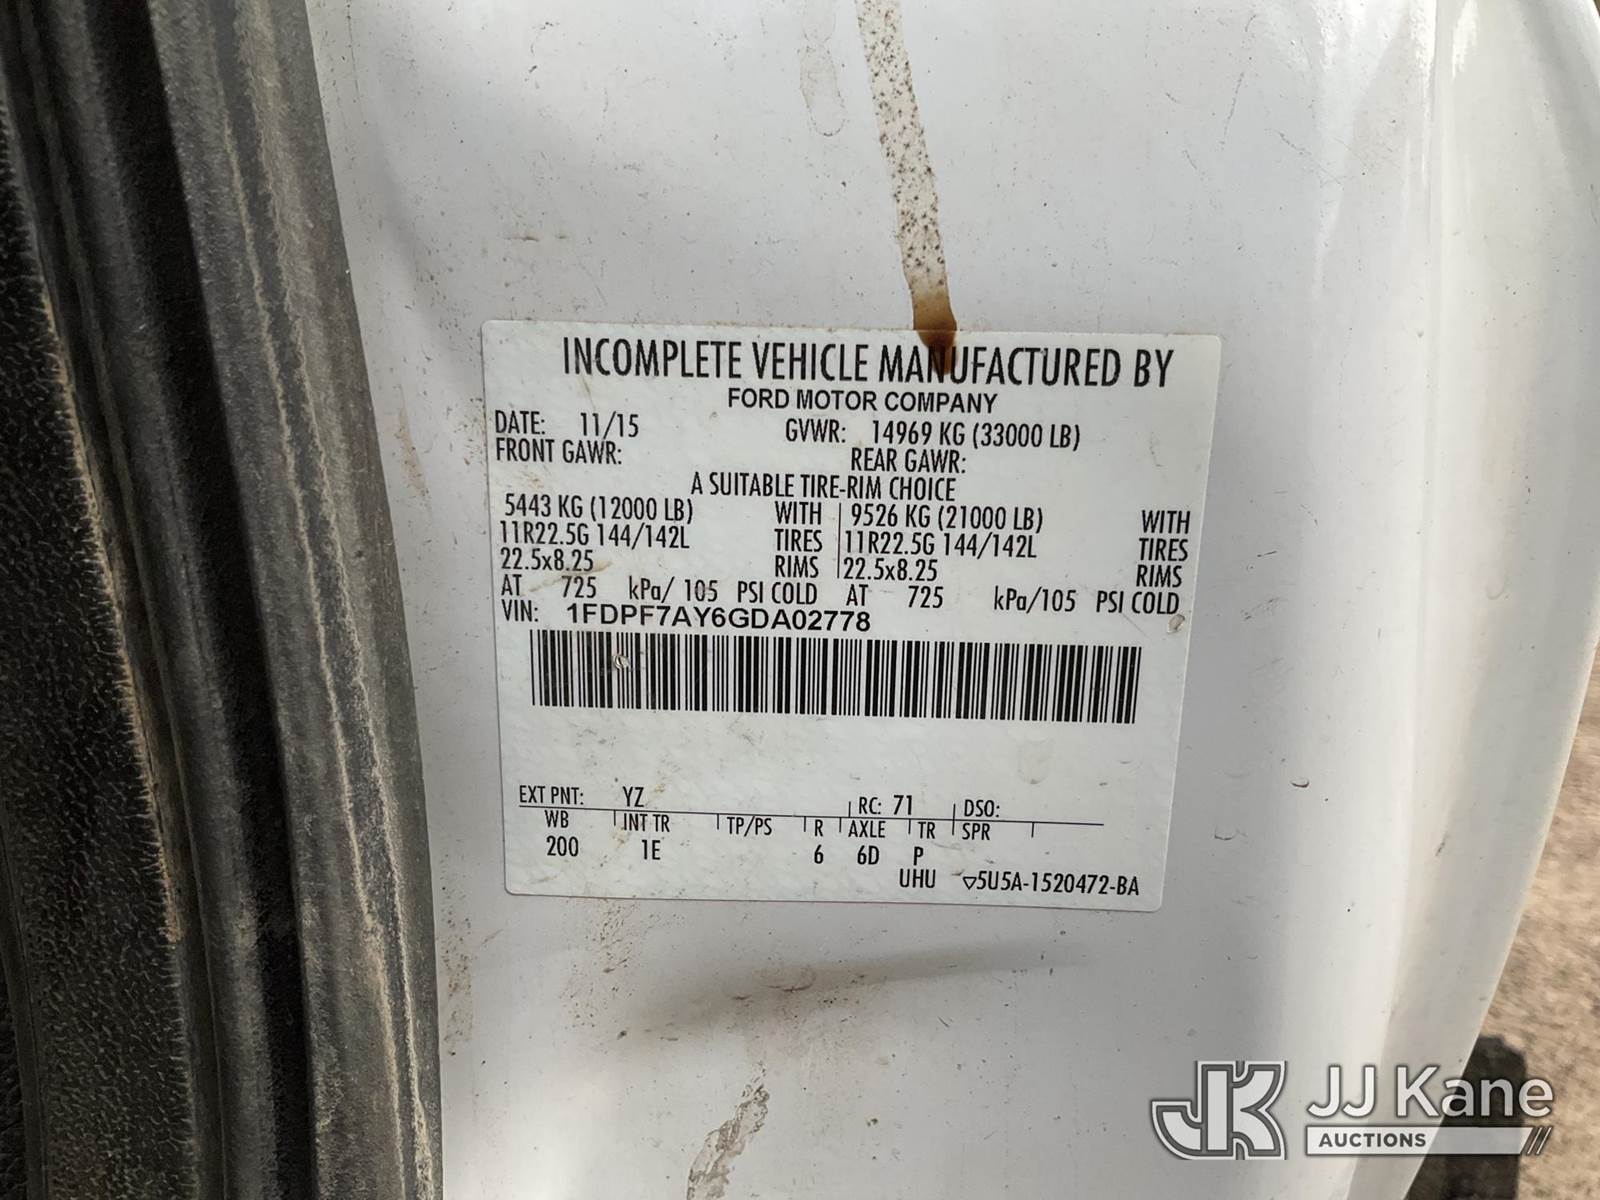 INCOMPLETE VEHICLE MANUFACTURED BY
FORD MOTOR COMPANY
DATE: 11/15 GVWR: 14969 KG (33000 LB)
FRONT GAWR: REAR GAWR:
A SUITABLE TIRE-RIM CHOICE
5443 KG (12000 LB) WITH 9526 KG (21000 LB) WITH
11R22.5G 144/142L TIRES 11R22.5G 144/142L TIRES
22.5x8.25 RIMS 22.5x8.25 RIMS
AT 725 kPa/ 105 PSI COLD AT 725 kPa/105 PSI COLD
VIN: 1FDPF7AY6GDA02778
EXT PNT: YZ RC: 71 DSO:
WB INT TR TP/PS R AXLE TR SPR
200 1E 6 6D P
UHU ▽5U5A-1520472-BA
JK JJ Kane
AUCTIONS